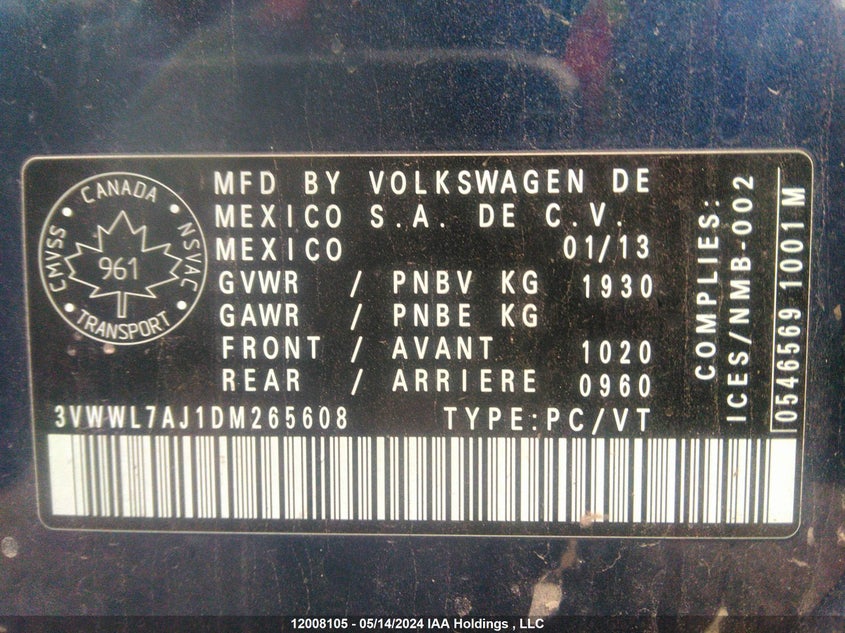 CANADA
CMVSS
NSVAC
961
TRANSPORT
MFD BY VOLKSWAGEN DE
MEXICO S.A. DE C.V.
MEXICO 01/13
GVWR / PNBV KG 1930
GAWR / PNBE KG
FRONT / AVANT 1020
REAR / ARRIERE 0960
3VWWL7AJ1DM265608 TYPE:PC/VT
COMPLIES:
ICES/NMB-002
0546569 1001 M
12008105 - 05/14/2024 IAA Holdings , LLC